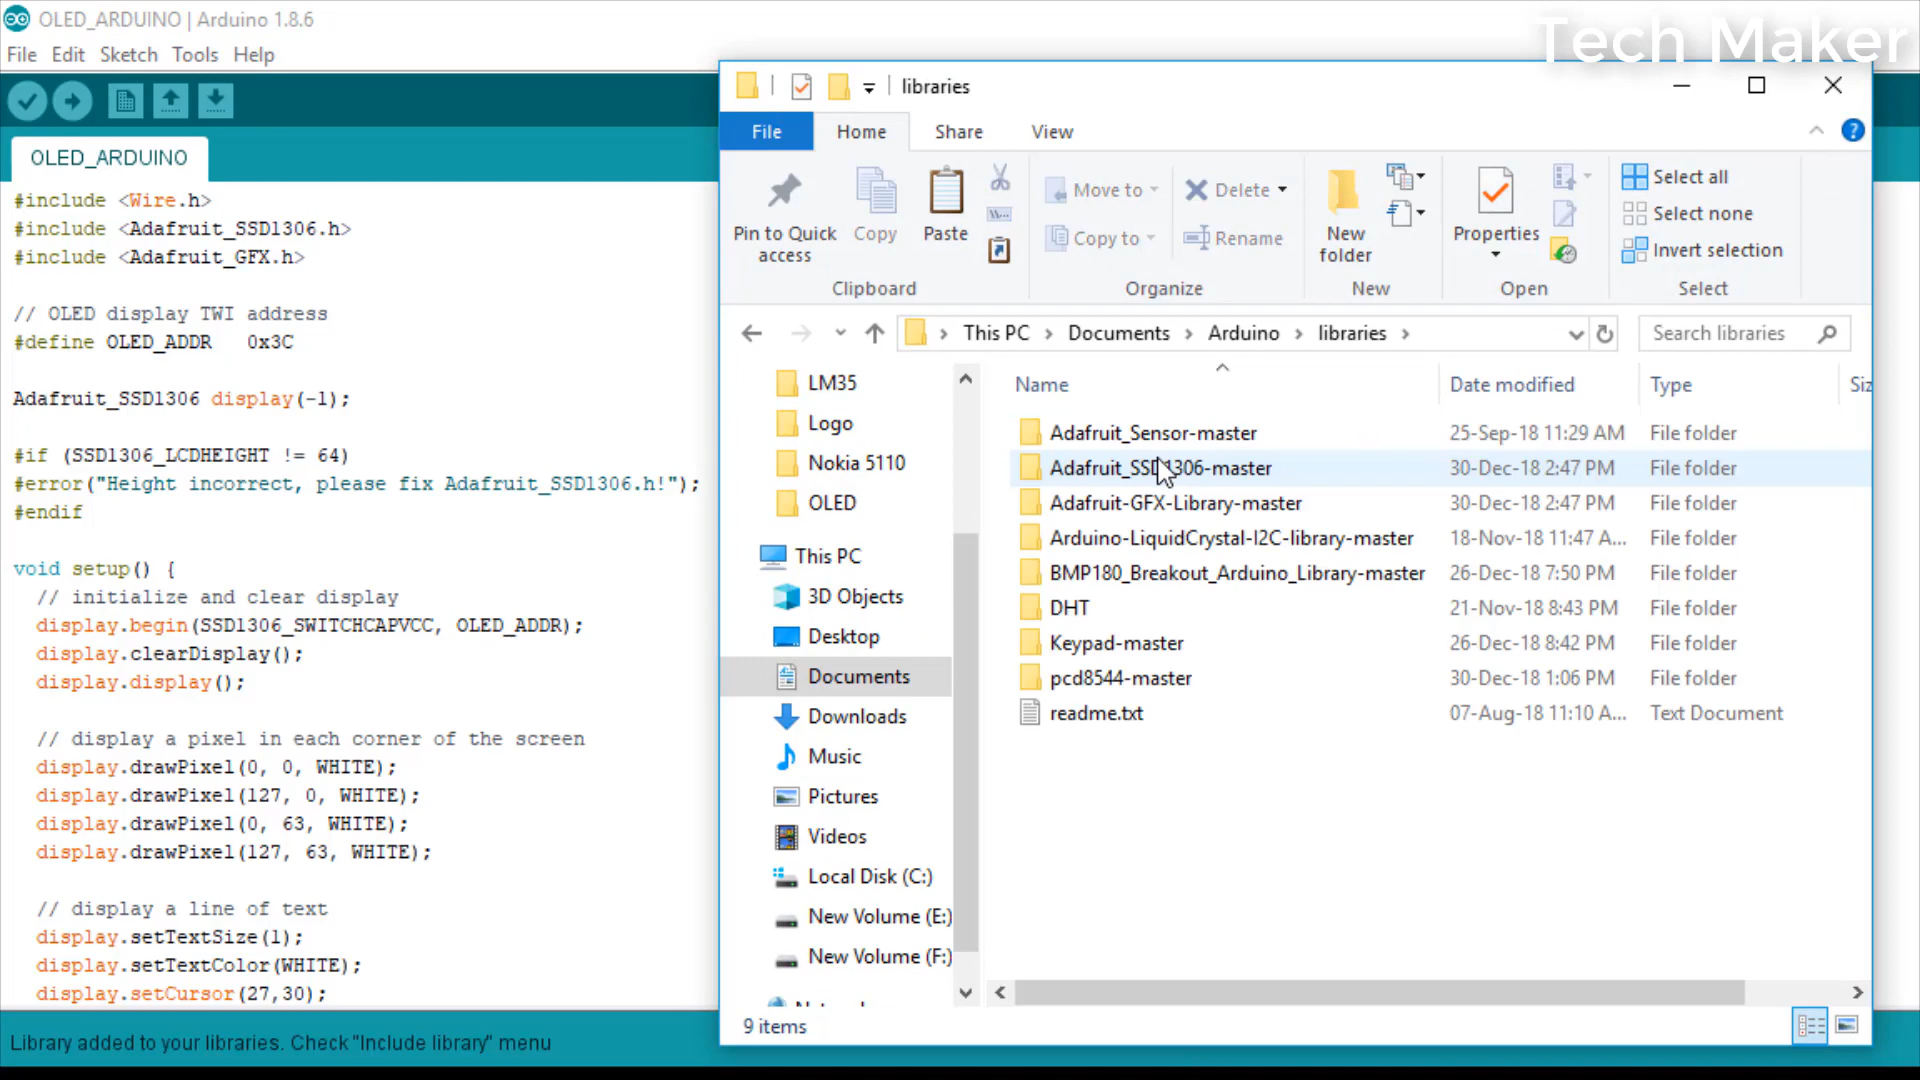 OLED_ARDUINO | Arduino 1.8.6
Tech Maker
File Edit Sketch Tools Help
OLED_ARDUINO
#include <Wire.h>
#include <Adafruit_SSD1306.h>
#include <Adafruit_GFX.h>
// OLED display TWI address
#define OLED_ADDR   0x3C
Adafruit_SSD1306 display(-1);
#if (SSD1306_LCDHEIGHT != 64)
#error("Height incorrect, please fix Adafruit_SSD1306.h!");
#endif
void setup() {
// initialize and clear display
display.begin(SSD1306_SWITCHCAPVCC, OLED_ADDR);
display.clearDisplay();
display.display();
// display a pixel in each corner of the screen
display.drawPixel(0, 0, WHITE);
display.drawPixel(127, 0, WHITE);
display.drawPixel(0, 63, WHITE);
display.drawPixel(127, 63, WHITE);
// display a line of text
display.setTextSize(1);
display.setTextColor(WHITE);
display.setCursor(27,30);
Library added to your libraries. Check "Include library" menu
libraries
File Home Share View
Pin to Quick access
Copy
Paste
Clipboard
Move to
Copy to
Delete
Rename
Organize
New folder
New
Properties
Open
Select all
Select none
Invert selection
Select
This PC > Documents > Arduino > libraries >
Search libraries
LM35
Logo
Nokia 5110
OLED
This PC
3D Objects
Desktop
Documents
Downloads
Music
Pictures
Videos
Local Disk (C:)
New Volume (E:)
New Volume (F:)
Name Date modified Type
Adafruit_Sensor-master 25-Sep-18 11:29 AM File folder
Adafruit_SSD1306-master 30-Dec-18 2:47 PM File folder
Adafruit-GFX-Library-master 30-Dec-18 2:47 PM File folder
Arduino-LiquidCrystal-I2C-library-master 18-Nov-18 11:47 A... File folder
BMP180_Breakout_Arduino_Library-master 26-Dec-18 7:50 PM File folder
DHT 21-Nov-18 8:43 PM File folder
Keypad-master 26-Dec-18 8:42 PM File folder
pcd8544-master 30-Dec-18 1:06 PM File folder
readme.txt 07-Aug-18 11:10 A... Text Document
9 items